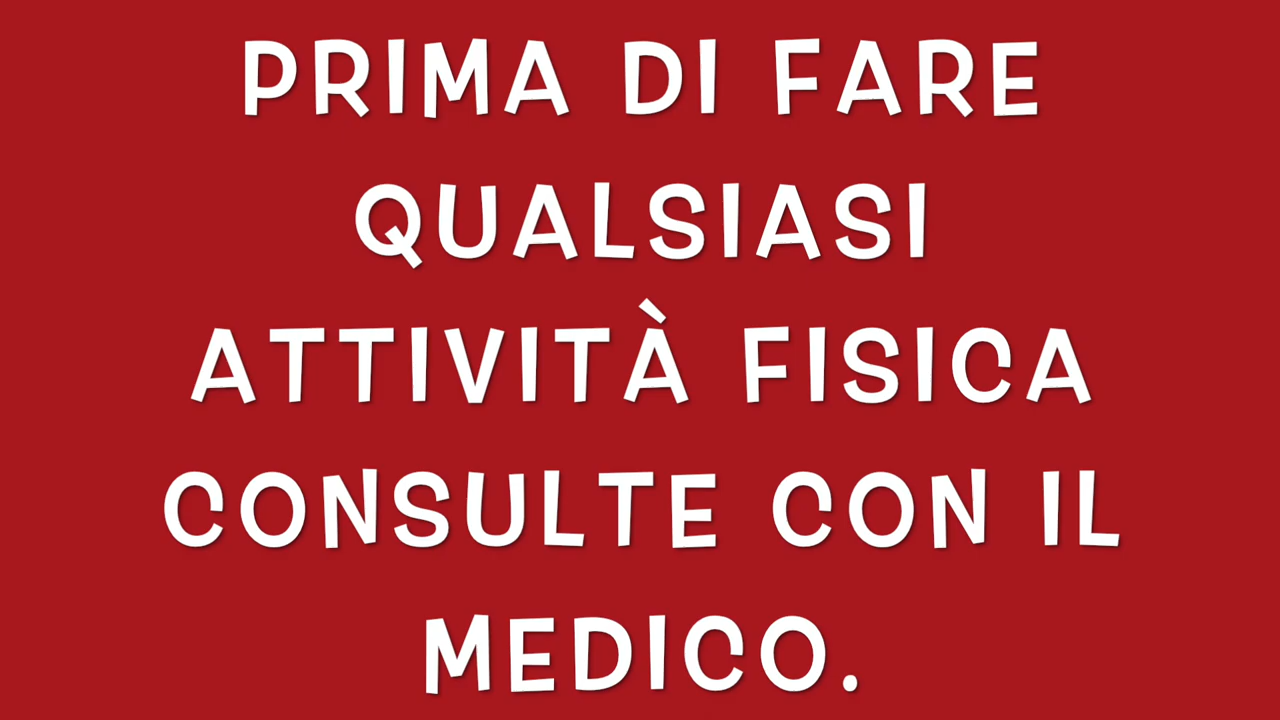 PRIMA DI FARE
QUALSIASI
ATTIVITÀ FISICA
CONSULTE CON IL
MEDICO.